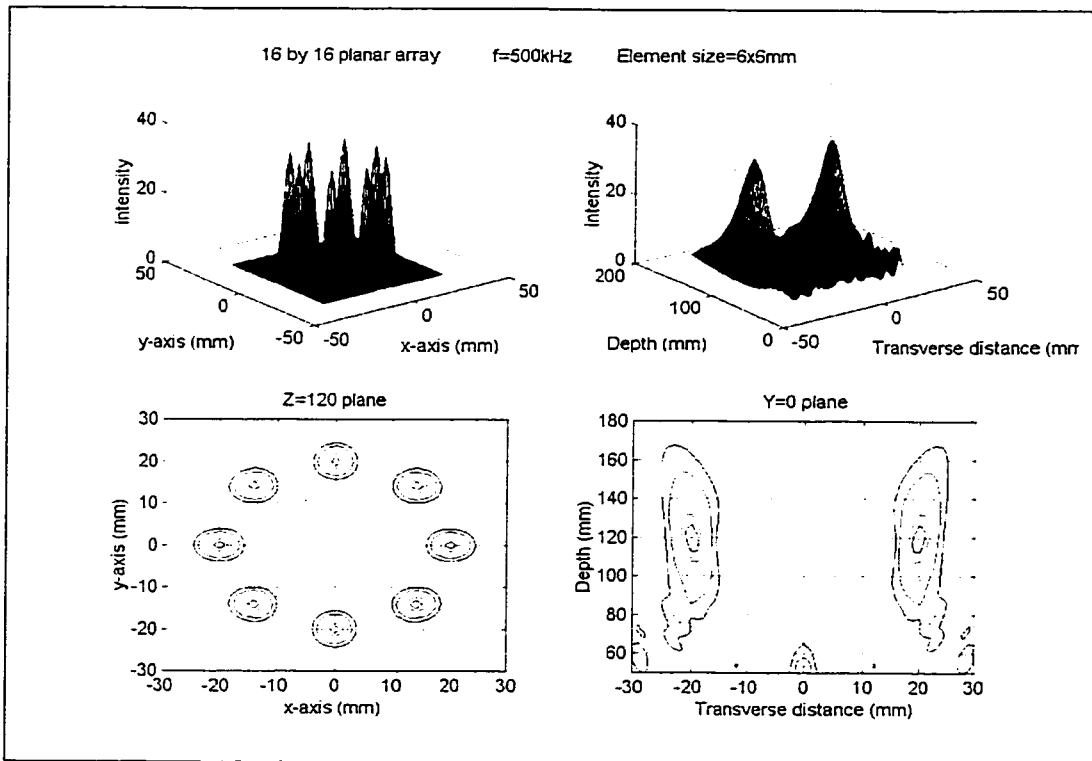 16 by 16 planar array f=500kHz Element size=6x6mm
40
20
0
Intensity
50
0
-50
y-axis (mm)
-50
0
50
x-axis (mm)
40
20
0
Intensity
200
100
0
Depth (mm)
-50
0
50
Transverse distance (mm
Z=120 plane
30
20
10
0
-10
-20
-30
y-axis (mm)
-30 -20 -10 0 10 20 30
x-axis (mm)
Y=0 plane
180
160
140
120
100
80
60
Depth (mm)
-30 -20 -10 0 10 20 30
Transverse distance (mm)